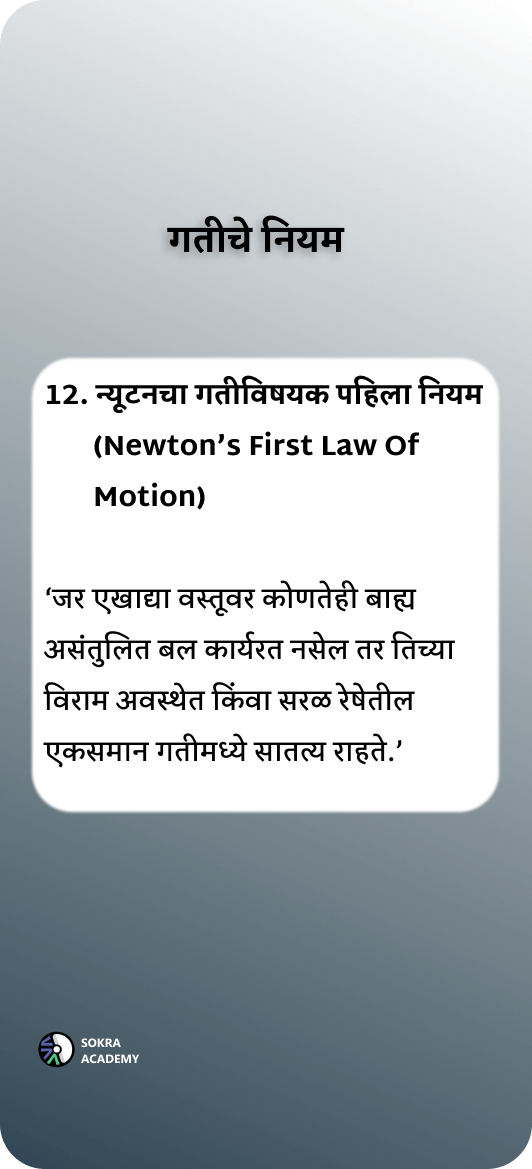 गतीचे नियम
12. न्यूटनचा गतीविषयक पहिला नियम
(Newton’s First Law Of
Motion)
‘जर एखाद्या वस्तूवर कोणतेही बाह्य
असंतुलित बल कार्यरत नसेल तर तिच्या
विराम अवस्थेत किंवा सरळ रेषेतील
एकसमान गतीमध्ये सातत्य राहते.’
SOKRA
ACADEMY